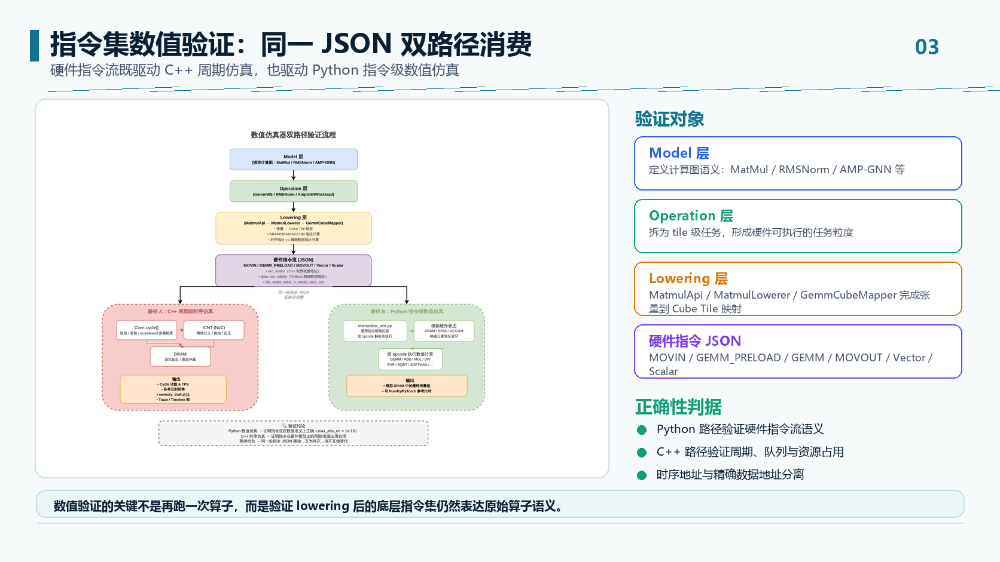 指令集数值验证：同一 JSON 双路径消费
03
硬件指令流既驱动 C++ 周期仿真，也驱动 Python 指令级数值仿真
数值仿真器双路径验证流程
Model 层
(描述计算图：MatMul / RMSNorm / AMP-GNN)
Operation 层
(GemmWS / RMSNorm / AmpGNNWorkload)
Lowering 层
(MatmulApi → MatmulLowerer → GemmCubeMapper)
• 张量 → Cube Tile 映射
• DRAM/SPAD/ACCUM 地址计算
• 对齐地址 vs 精确数据地址分离
硬件指令流 (JSON)
MOVIN / GEMM_PRELOAD / MOVOUT / Vector / Scalar
• src_addrs（C++ 时序依赖地址）
• data_src_addrs（Python 精确数据地址）
• tile_m/tile_k/tile_n, stride, zero_init
同一份指令 JSON
双路径消费
路径 A：C++ 周期级时序仿真
Core::cycle()
取指 / 发射 / scoreboard 依赖检查
ICNT (NoC)
网络注入 / 路由 / 反压
DRAM
读写延迟 / 通道仲裁
输出
• Cycle 计数 & TPS
• 各单元利用率
• memory_stall 占比
• Trace / Timeline 图
路径 B：Python 指令级数值仿真
instruction_sim.py
通用指令级模拟器
按 opcode 解析并执行
模拟硬件状态
DRAM / SPAD / ACCUM
精确元素地址读写
按 opcode 执行数值计算
GEMM / ADD / MUL / DIV
EXP / SQRT / SOFTMAX / ...
输出
• 模拟 DRAM 中的最终张量值
• 与 NumPy/PyTorch 参考比对
🔍 验证结论
Python 数值仿真 → 证明指令流在数值语义上正确（max_abs_err ≈ 1e-16）
C++ 时序仿真 → 证明指令在硬件模型上的周期/资源占用合理
两者结合 → 同一份指令 JSON 驱动，互为补充，但不互相替代
验证对象
Model 层
定义计算图语义：MatMul / RMSNorm / AMP-GNN 等
Operation 层
拆为 tile 级任务，形成硬件可执行的任务粒度
Lowering 层
MatmulApi / MatmulLowerer / GemmCubeMapper 完成张
量到 Cube Tile 映射
硬件指令 JSON
MOVIN / GEMM_PRELOAD / GEMM / MOVOUT / Vector /
Scalar
正确性判据
Python 路径验证硬件指令流语义
C++ 路径验证周期、队列与资源占用
时序地址与精确数据地址分离
数值验证的关键不是再跑一次算子，而是验证 lowering 后的底层指令集仍然表达原始算子语义。